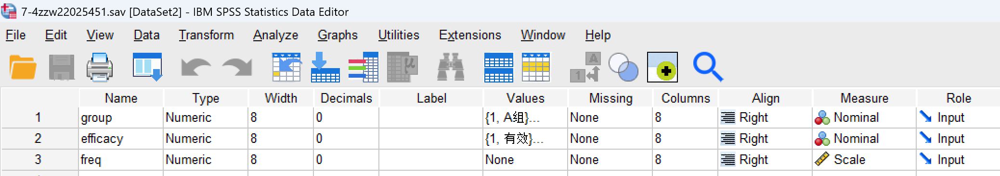 7-4zzw22025451.sav [DataSet2] - IBM SPSS Statistics Data Editor
File Edit View Data Transform Analyze Graphs Utilities Extensions Window Help
Name Type Width Decimals Label Values Missing Columns Align Measure Role
1 group Numeric 8 0 {1, A组}... None 8 Right Nominal Input
2 efficacy Numeric 8 0 {1, 有效}... None 8 Right Nominal Input
3 freq Numeric 8 0 None None 8 Right Scale Input